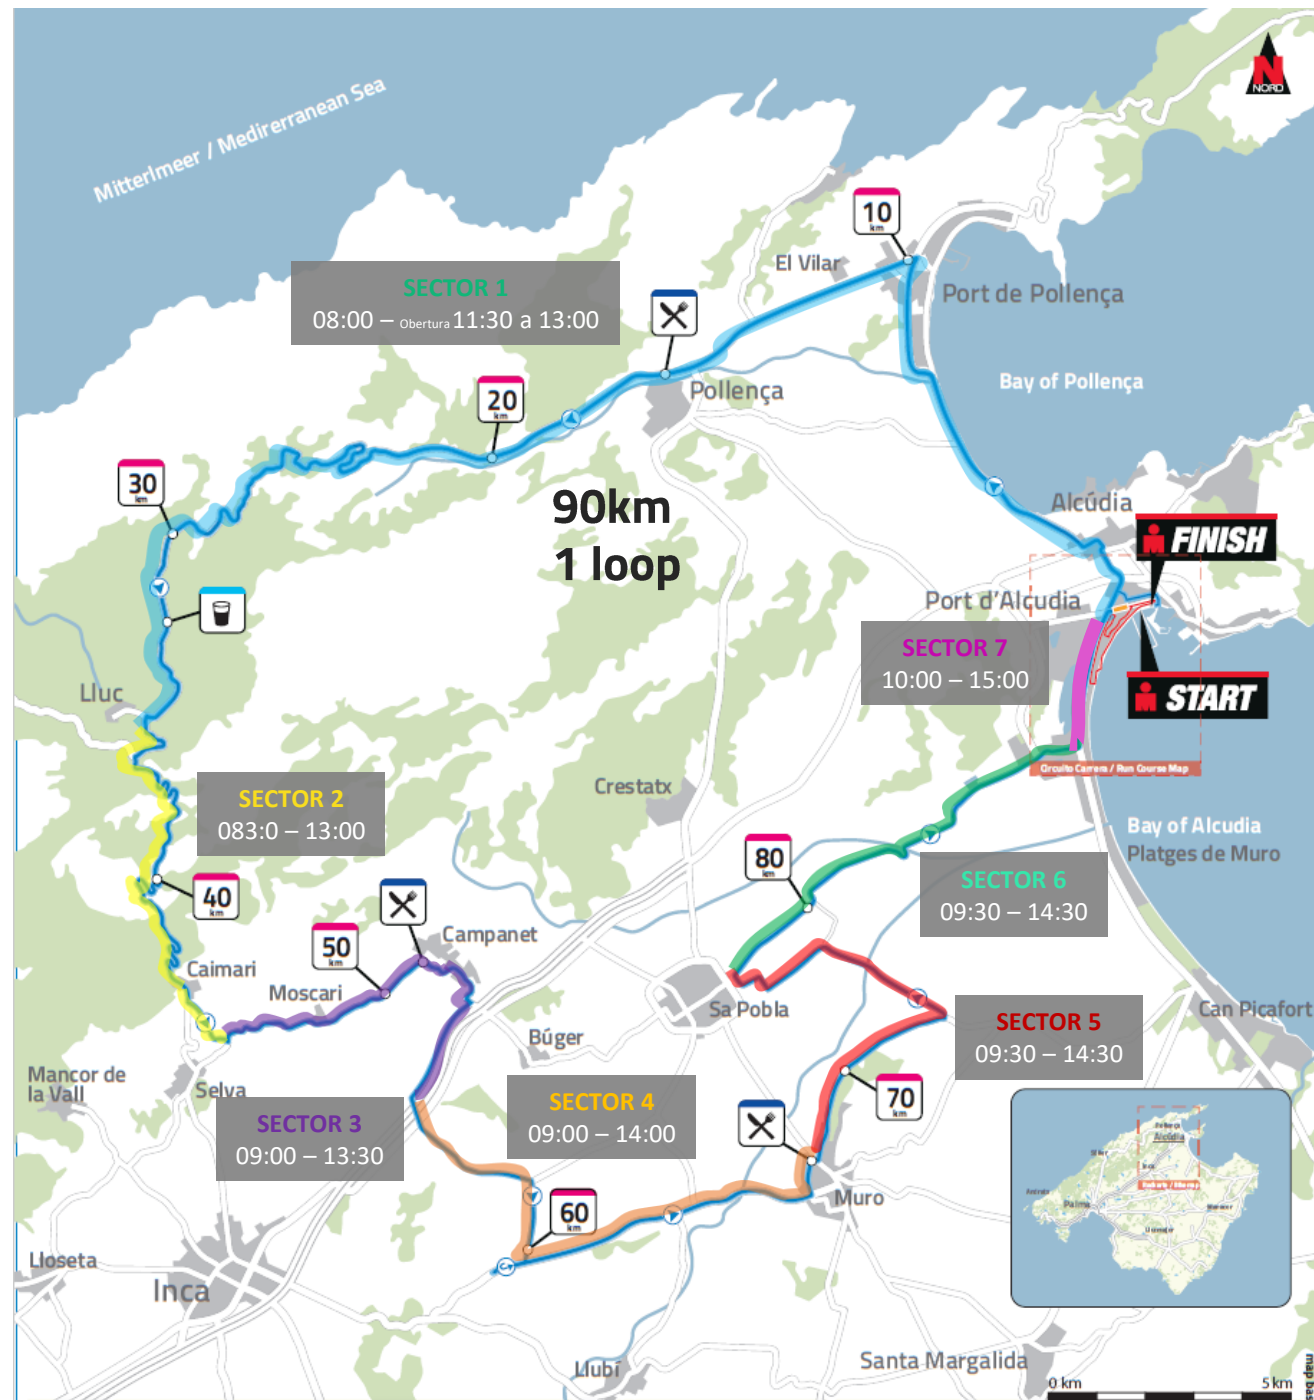 NORD
Mittelmeer / Medirerranean Sea
10
km
El Vilar
Port de Pollença
SECTOR 1
08:00 – Obertura 11:30 a 13:00
Pollença
Bay of Pollença
20
km
30
km
90km
1 loop
Alcúdia
FINISH
Port d'Alcudia
SECTOR 7
10:00 – 15:00
START
Lluc
Circuito Carrera / Run Course Map
SECTOR 2
083:0 – 13:00
Crestatx
Bay of Alcudia
Platges de Muro
80
km
SECTOR 6
09:30 – 14:30
40
km
50
km
Campanet
Caimari
Moscari
Sa Pobla
Can Picafort
SECTOR 5
09:30 – 14:30
Búger
Mancor de
la Vall
Selva
70
km
SECTOR 4
09:00 – 14:00
SECTOR 3
09:00 – 13:30
Muro
60
km
Pollença
Alcúdia
Inca
Palma
Lloseta
Inca
Llubí
Santa Margalida
0 km
5 km